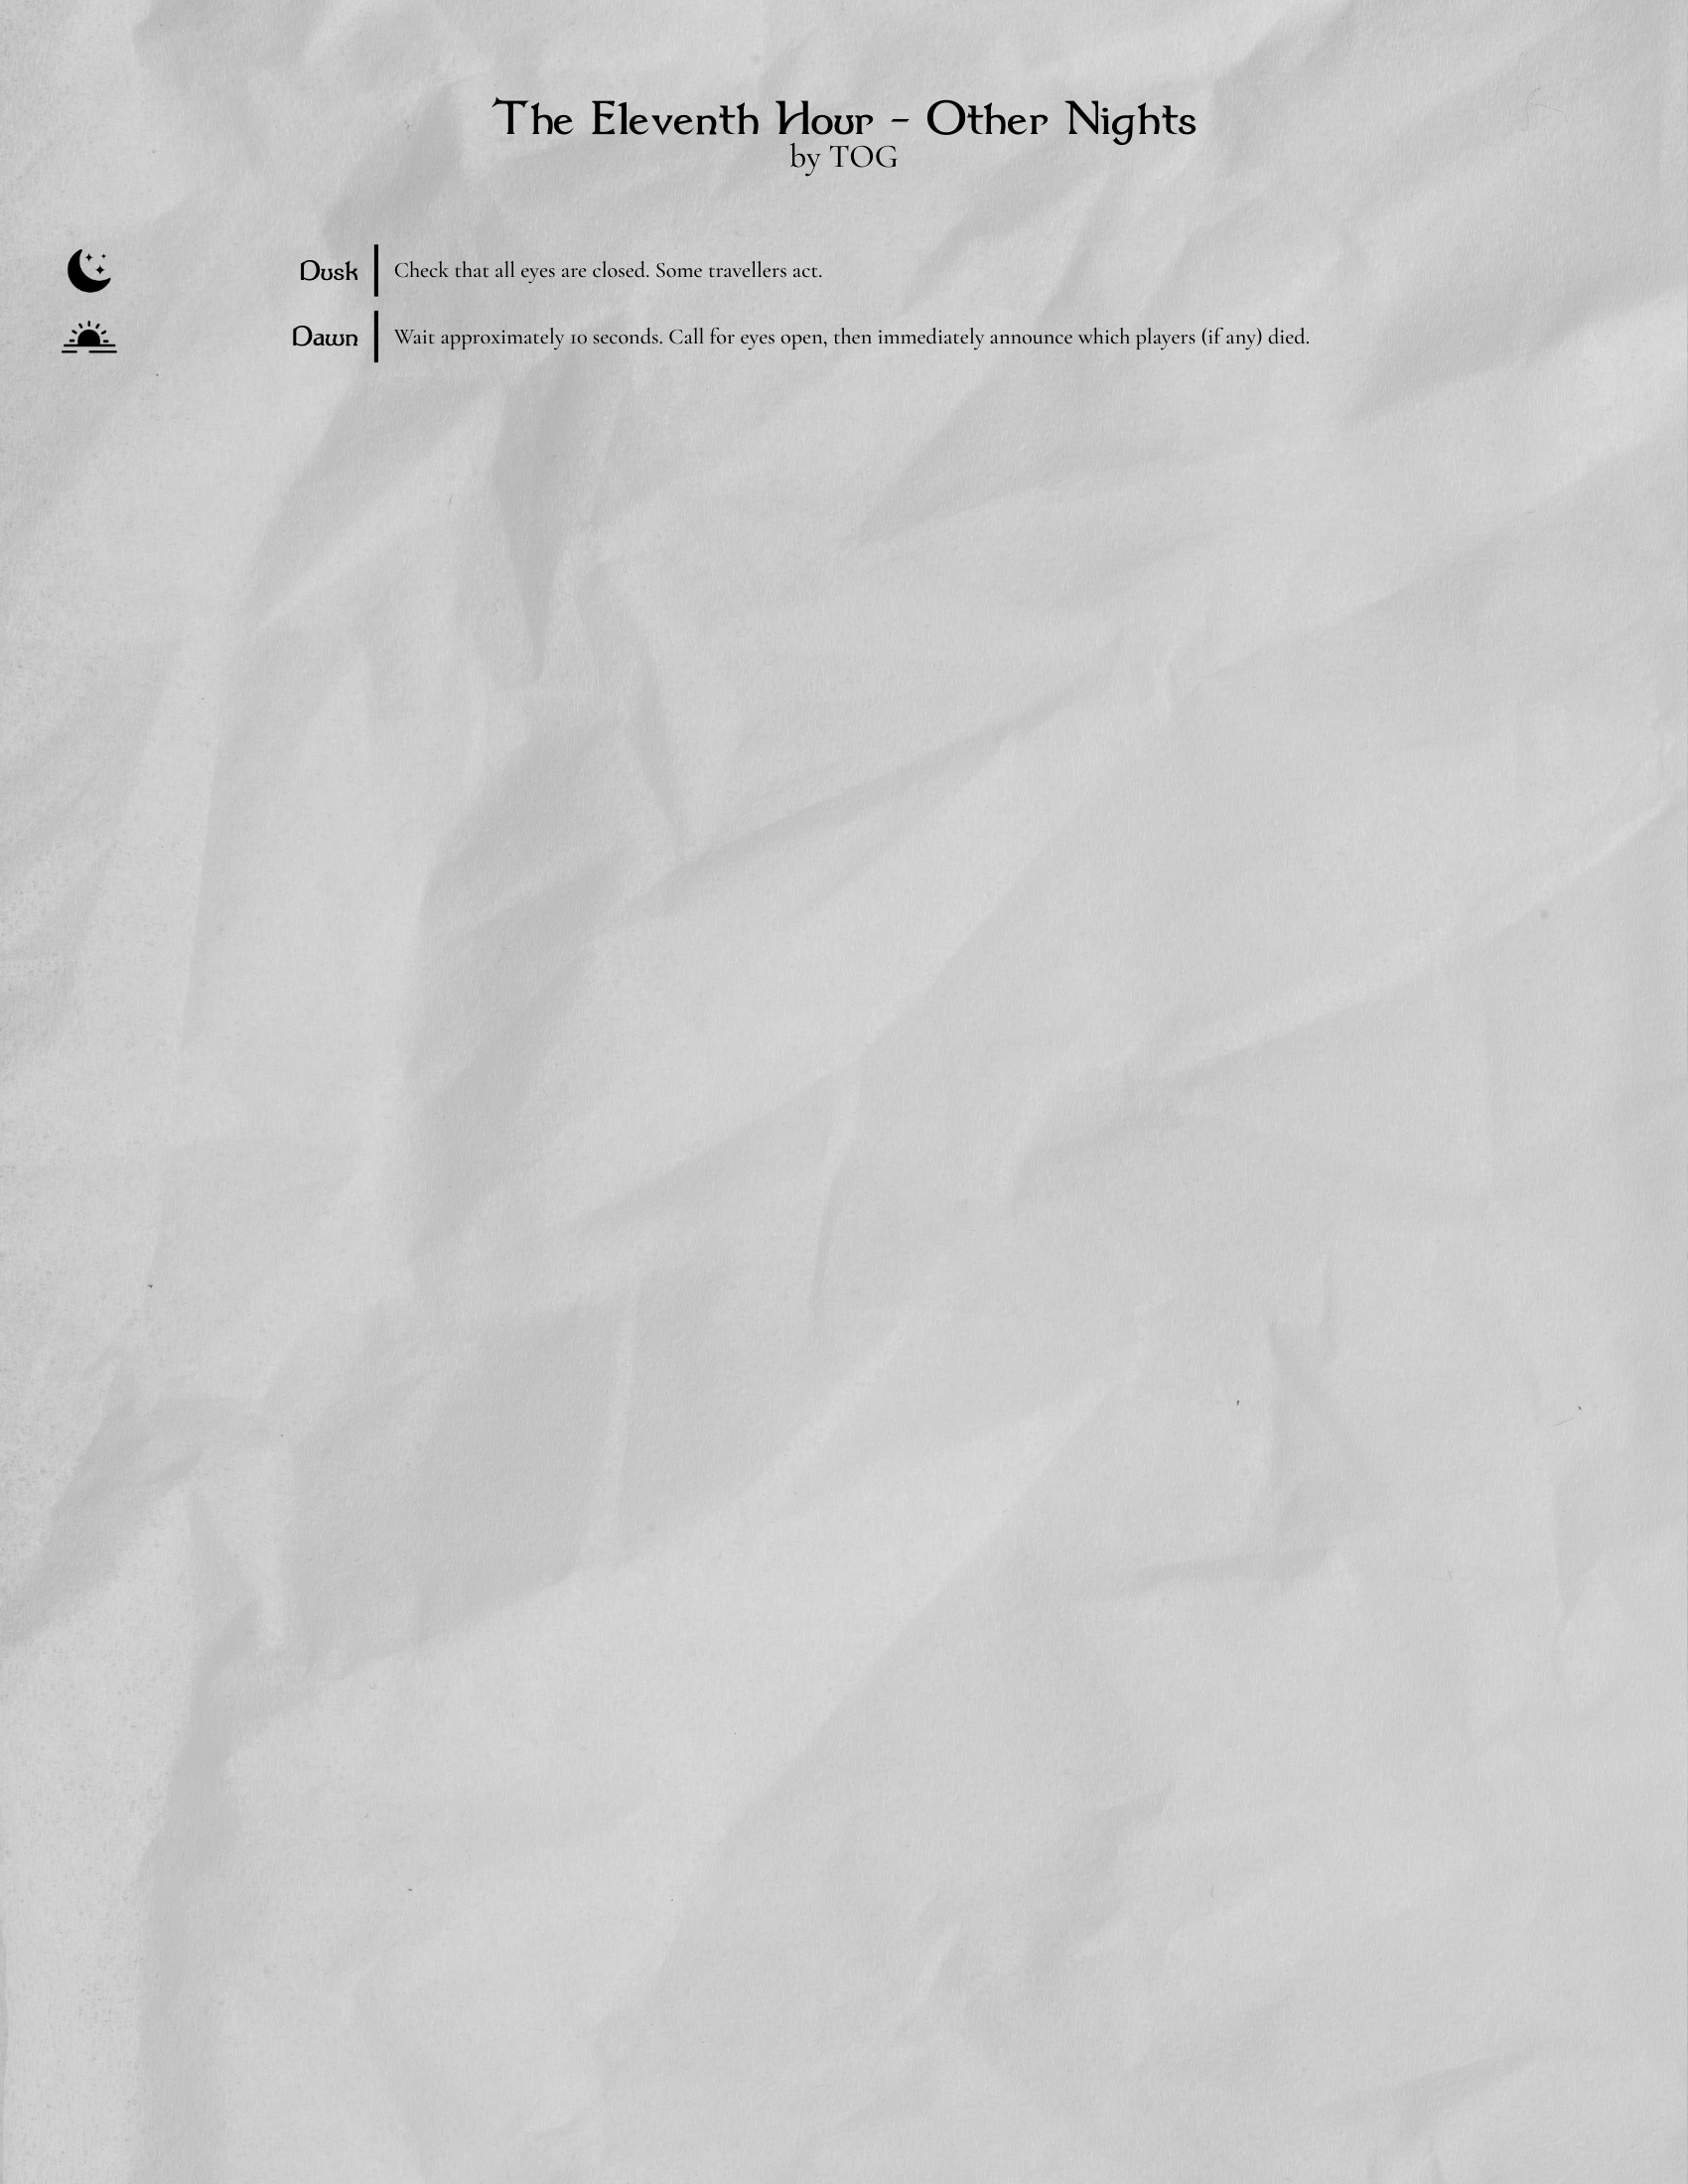 The Eleventh Hour - Other Nights
by TOG
Dusk Check that all eyes are closed. Some travellers act.
Dawn Wait approximately 10 seconds. Call for eyes open, then immediately announce which players (if any) died.